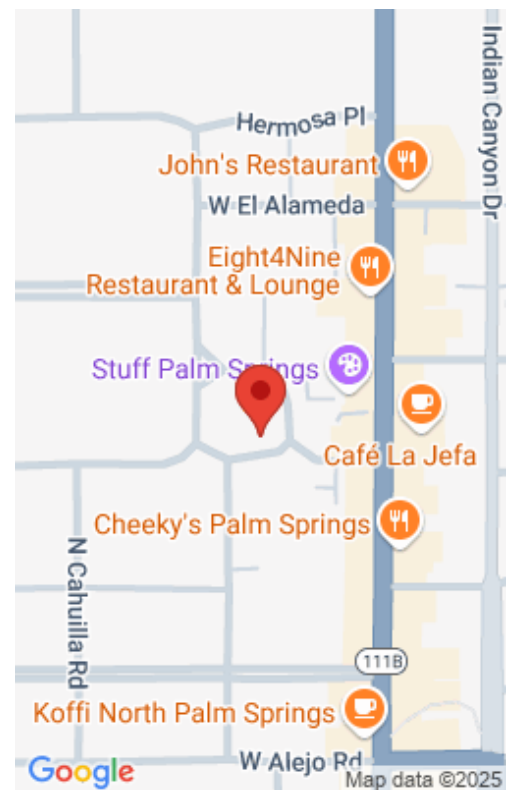 Indian Canyon Dr
Hermosa Pl
John's Restaurant
W El Alameda
Eight4Nine
Restaurant & Lounge
Stuff Palm Springs
Café La Jefa
Cheeky's Palm Springs
N Cahuilla Rd
111B
Koffi North Palm Springs
W Alejo Rd
Google
Map data ©2025